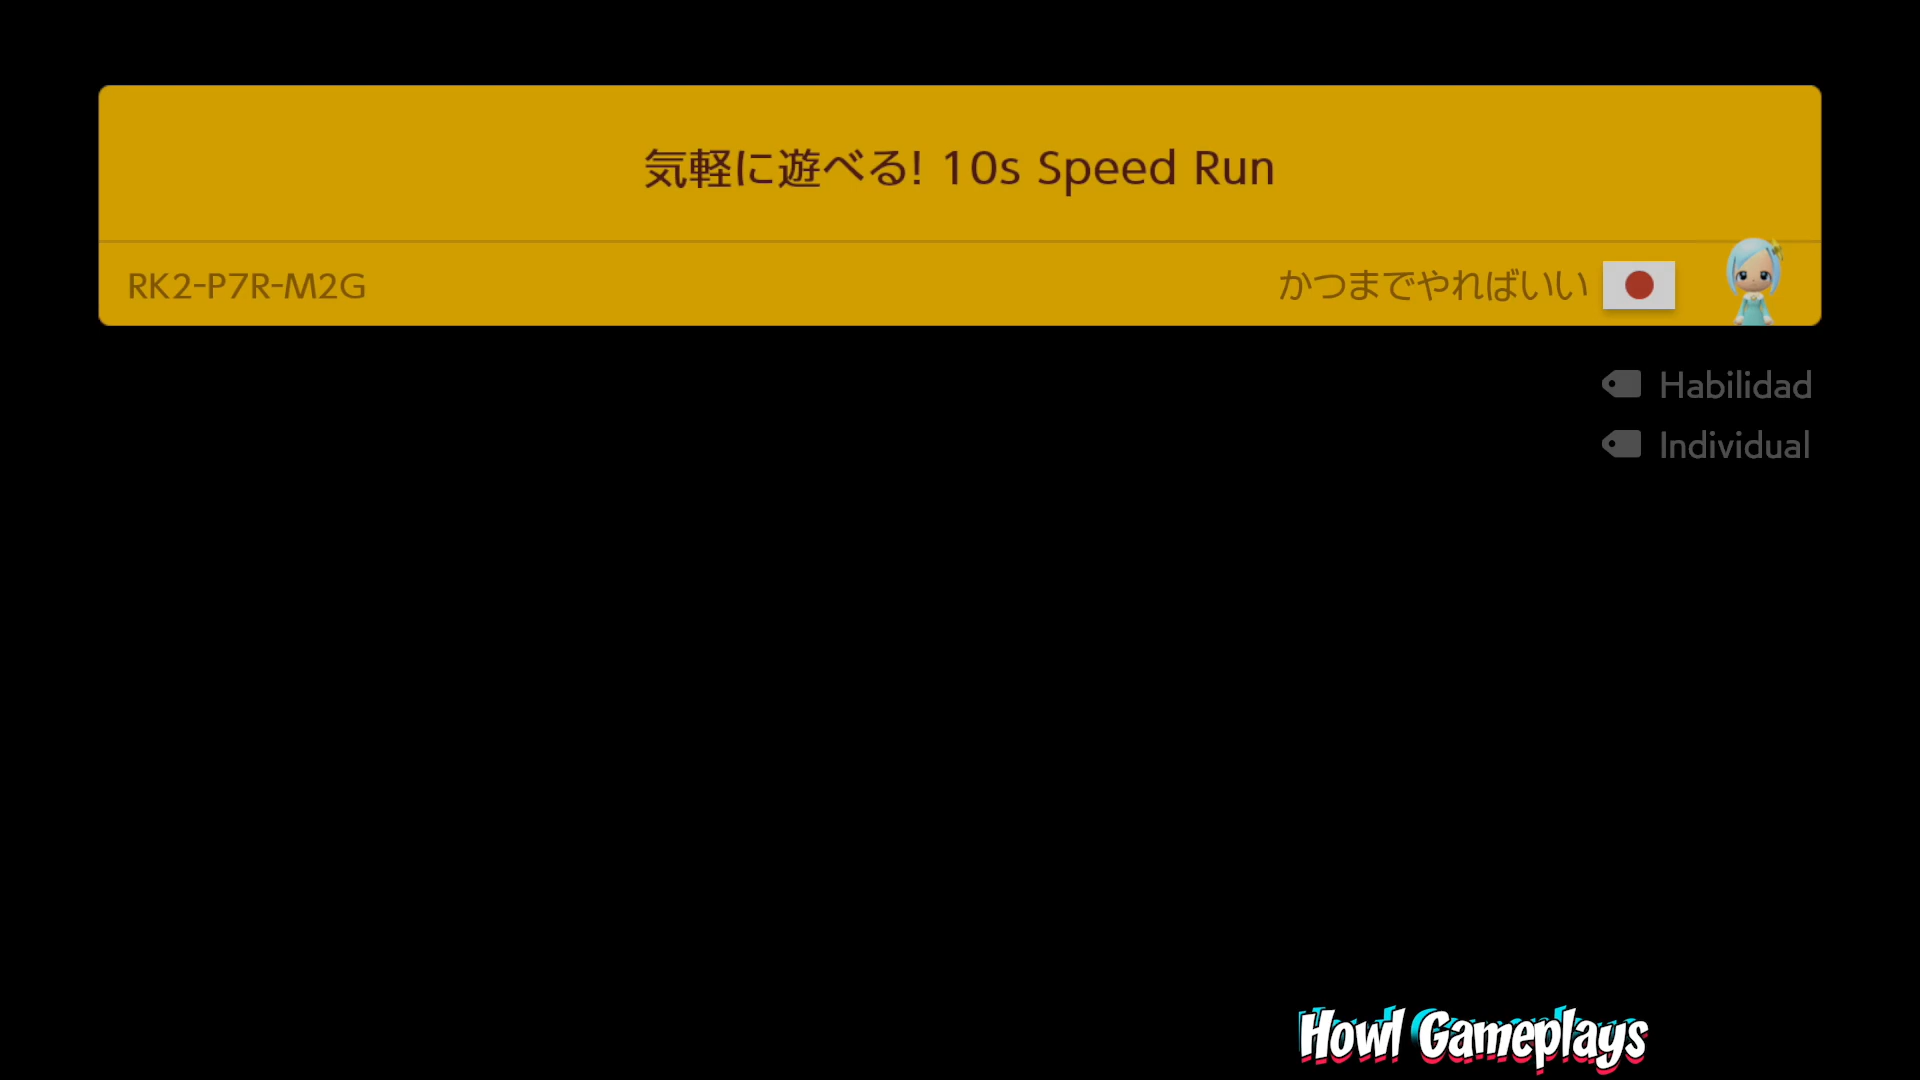 気軽に遊べる! 10s Speed Run
RK2-P7R-M2G
かつまでやればいい
Habilidad
Individual
Howl Gameplays